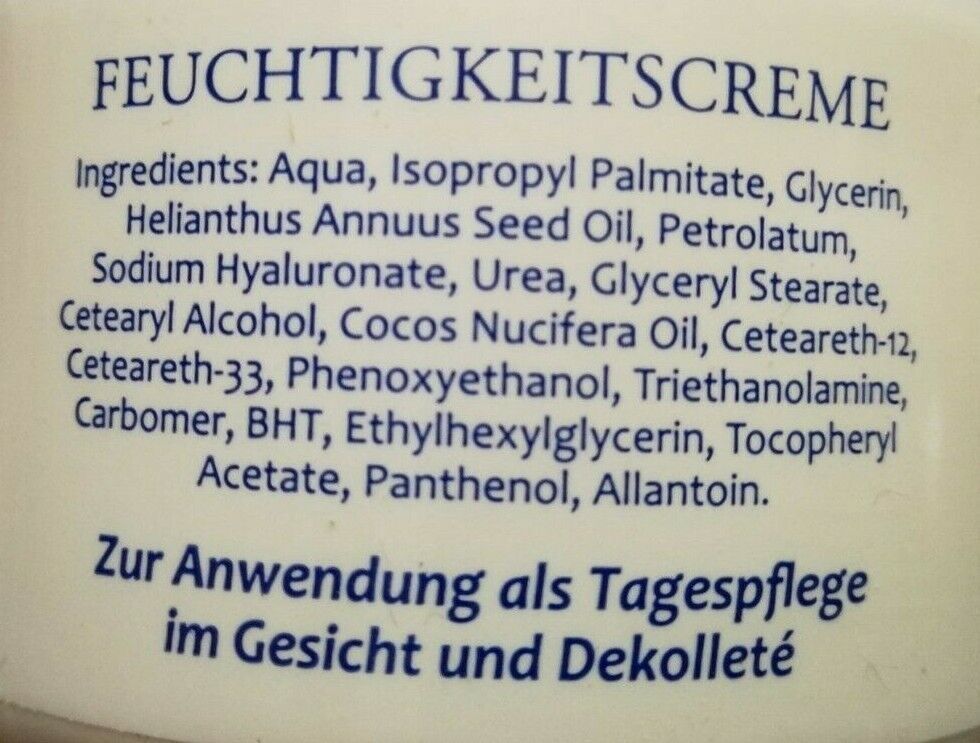 FEUCHTIGKEITSCREME
Ingredients: Aqua, Isopropyl Palmitate, Glycerin,
Helianthus Annuus Seed Oil, Petrolatum,
Sodium Hyaluronate, Urea, Glyceryl Stearate,
Cetearyl Alcohol, Cocos Nucifera Oil, Ceteareth-12,
Ceteareth-33, Phenoxyethanol, Triethanolamine,
Carbomer, BHT, Ethylhexylglycerin, Tocopheryl
Acetate, Panthenol, Allantoin.
Zur Anwendung als Tagespflege
im Gesicht und Dekolleté